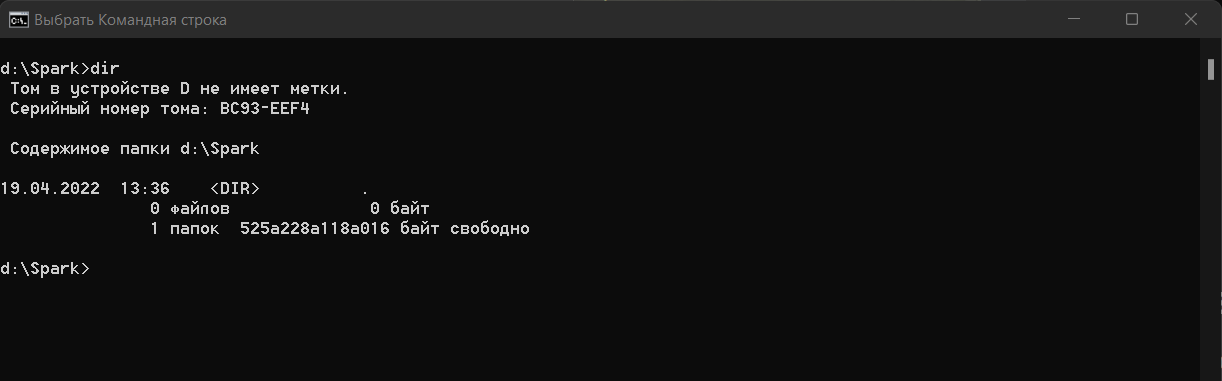 Выбрать Командная строка
d:\Spark>dir
Том в устройстве D не имеет метки.
Серийный номер тома: BC93-EEF4
Содержимое папки d:\Spark
19.04.2022  13:36    <DIR>          .
0 файлов              0 байт
1 папок  525а228а118а016 байт свободно
d:\Spark>